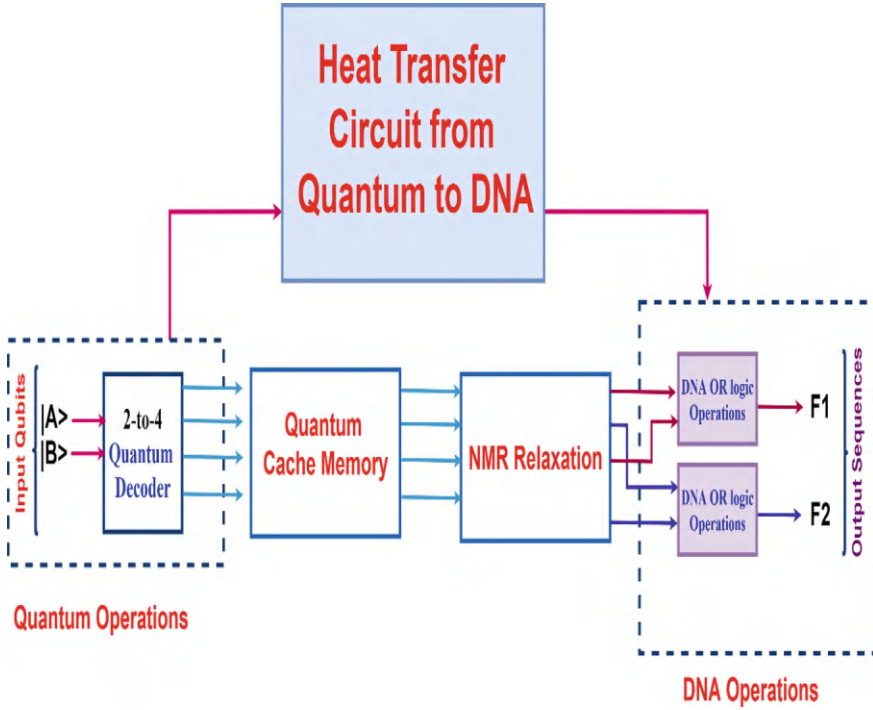 Heat Transfer
Circuit from
Quantum to DNA
Input Qubits
|A>
|B>
2-to-4
Quantum
Decoder
Quantum
Cache Memory
NMR Relaxation
DNA OR logic
Operations
F1
DNA OR logic
Operations
F2
Output Sequences
Quantum Operations
DNA Operations